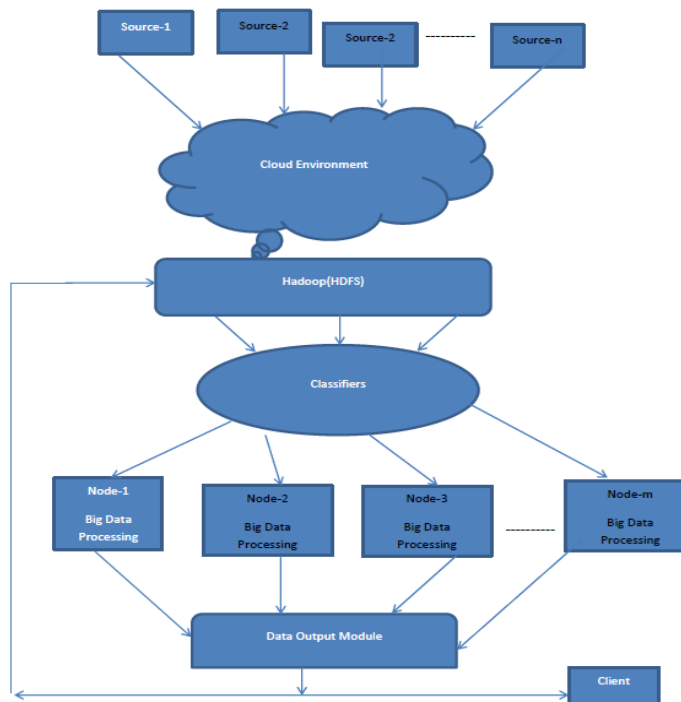 Source-1
Source-2
Source-2
----------
Source-n
Cloud Environment
Hadoop(HDFS)
Classifiers
Node-1
Big Data
Processing
Node-2
Big Data
Processing
Node-3
Big Data
Processing
----------
Node-m
Big Data
Processing
Data Output Module
Client